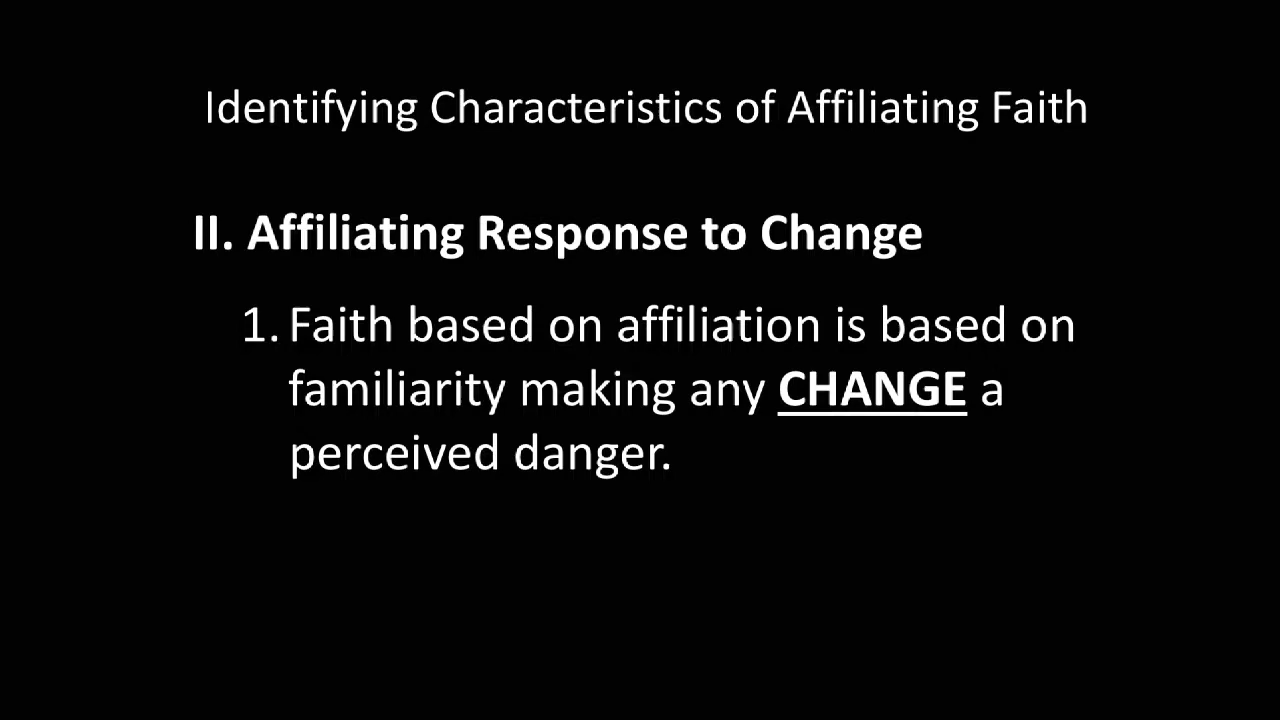 Identifying Characteristics of Affiliating Faith
II. Affiliating Response to Change
1. Faith based on affiliation is based on
familiarity making any CHANGE a
perceived danger.